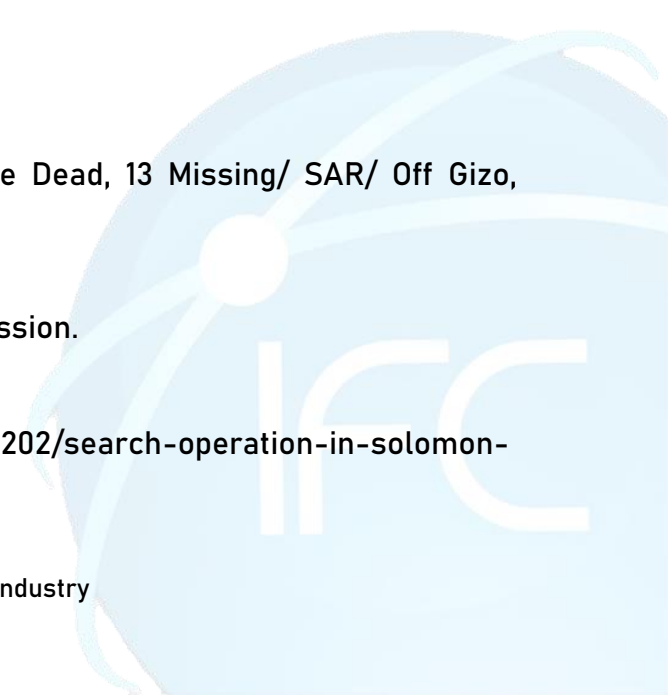 e Dead, 13 Missing/ SAR/ Off Gizo,
ssion.
202/search-operation-in-solomon-
ndustry
IFC